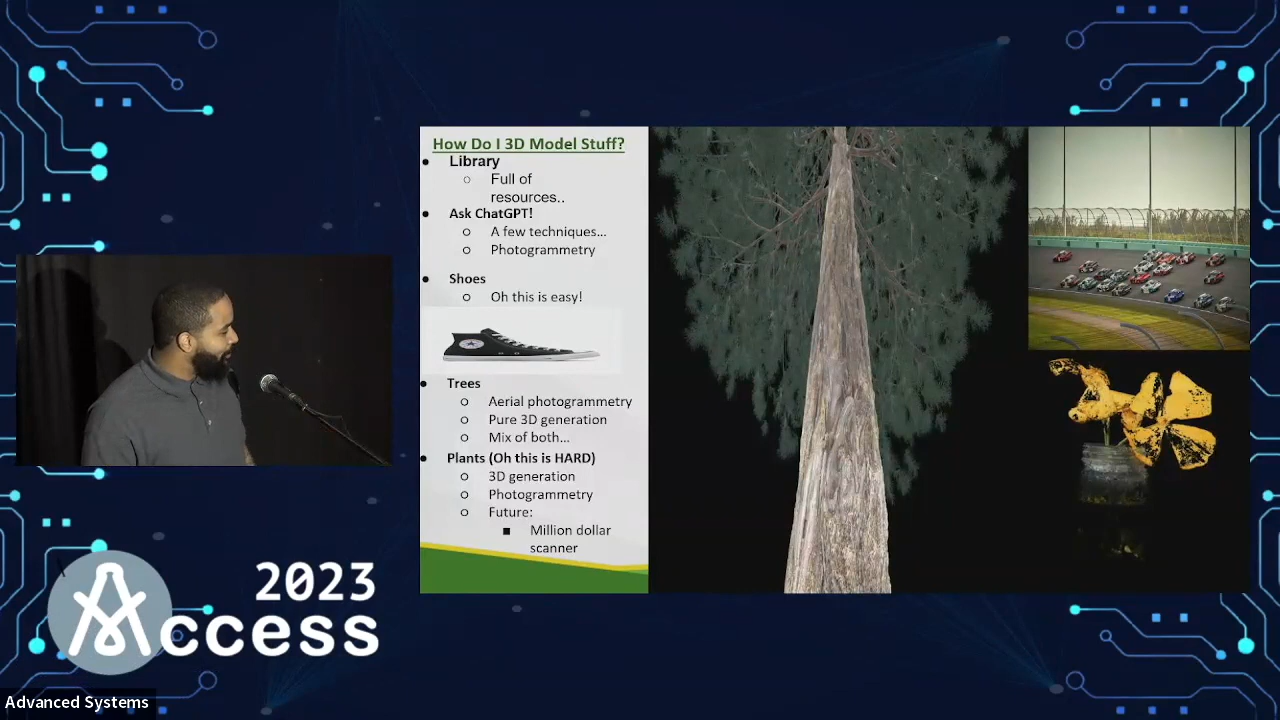 How Do I 3D Model Stuff?
Library
Full of
resources..
Ask ChatGPT!
A few techniques...
Photogrammetry
Shoes
Oh this is easy!
Trees
Aerial photogrammetry
Pure 3D generation
Mix of both...
Plants (Oh this is HARD)
3D generation
Photogrammetry
Future:
Million dollar
scanner
2023
Access
Advanced Systems